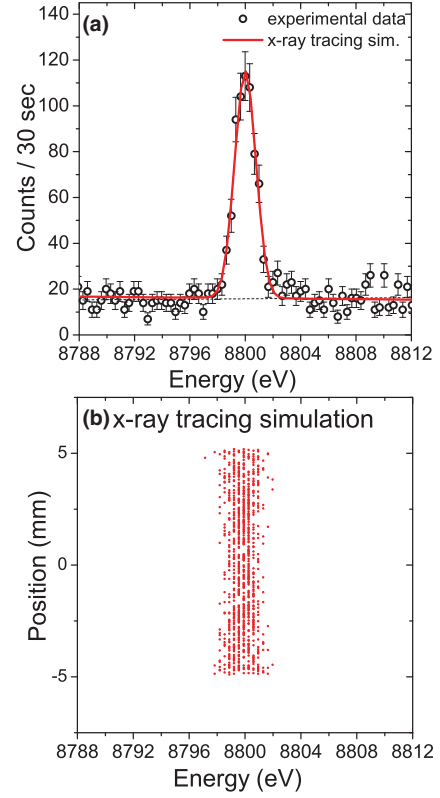 (a)
experimental data
x-ray tracing sim.
140
120
100
80
60
40
20
0
Counts / 30 sec
8788 8792 8796 8800 8804 8808 8812
Energy (eV)
(b) x-ray tracing simulation
5
0
-5
Position (mm)
8788 8792 8796 8800 8804 8808 8812
Energy (eV)